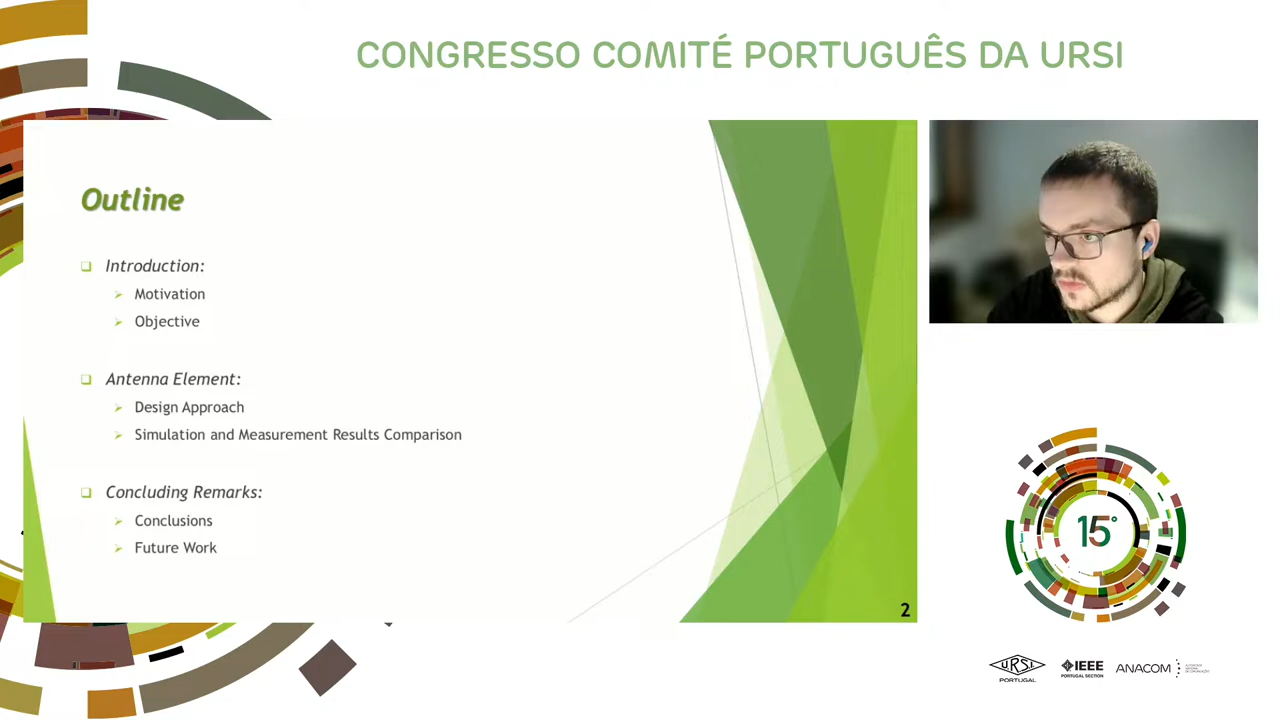 CONGRESSO COMITÉ PORTUGUÊS DA URSI
Outline
Introduction:
Motivation
Objective
Antenna Element:
Design Approach
Simulation and Measurement Results Comparison
Concluding Remarks:
Conclusions
Future Work
2
15°
URSI
PORTUGAL
IEEE
PORTUGAL SECTION
ANACOM